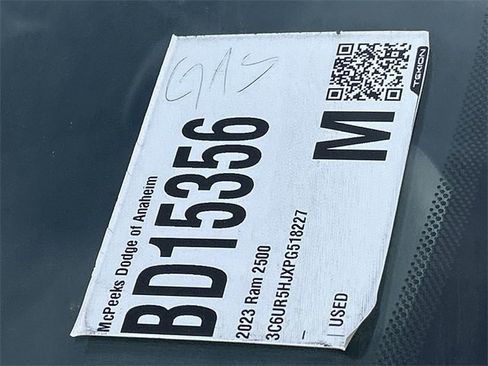 GAS
McPeeks Dodge of Anaheim
BD15356
2023 Ram 2500
3C6UR5HJXPG518227
–
USED
M
TEKION